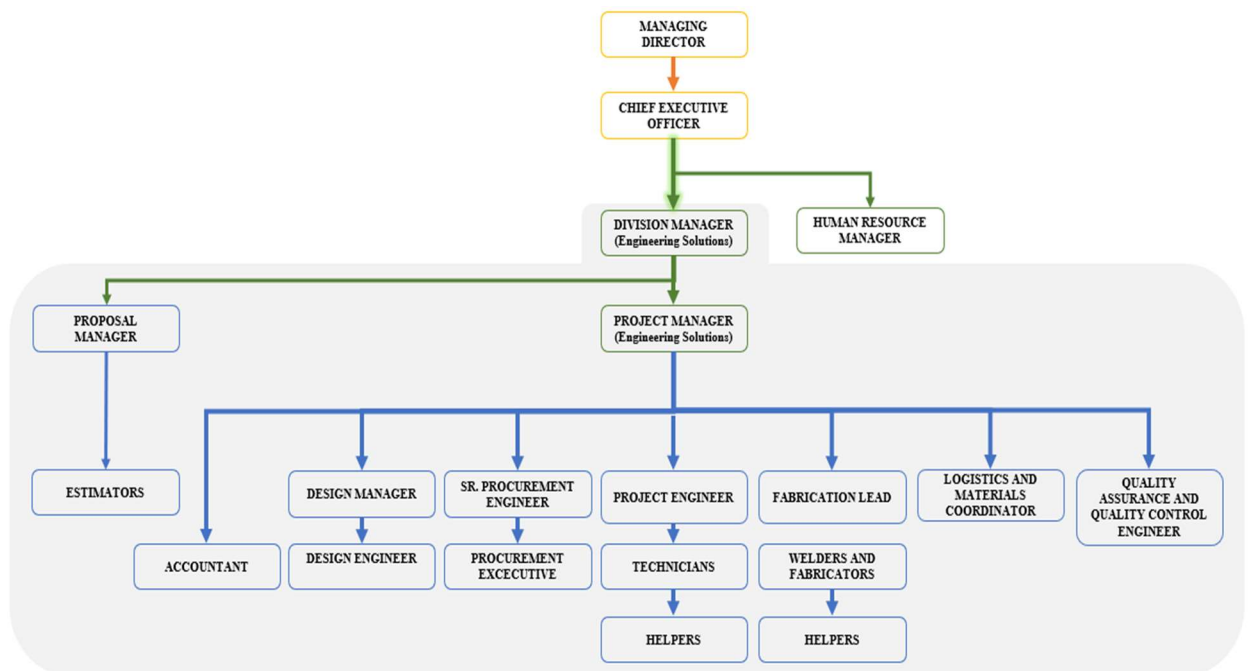 MANAGING
DIRECTOR
CHIEF EXECUTIVE
OFFICER
DIVISION MANAGER
(Engineering Solutions)
HUMAN RESOURCE
MANAGER
PROPOSAL
MANAGER
PROJECT MANAGER
(Engineering Solutions)
ESTIMATORS
DESIGN MANAGER
SR. PROCUREMENT
ENGINEER
PROJECT ENGINEER
FABRICATION LEAD
LOGISTICS AND
MATERIALS
COORDINATOR
QUALITY
ASSURANCE AND
QUALITY CONTROL
ENGINEER
ACCOUNTANT
DESIGN ENGINEER
PROCUREMENT
EXCECUTIVE
TECHNICIANS
WELDERS AND
FABRICATORS
HELPERS
HELPERS